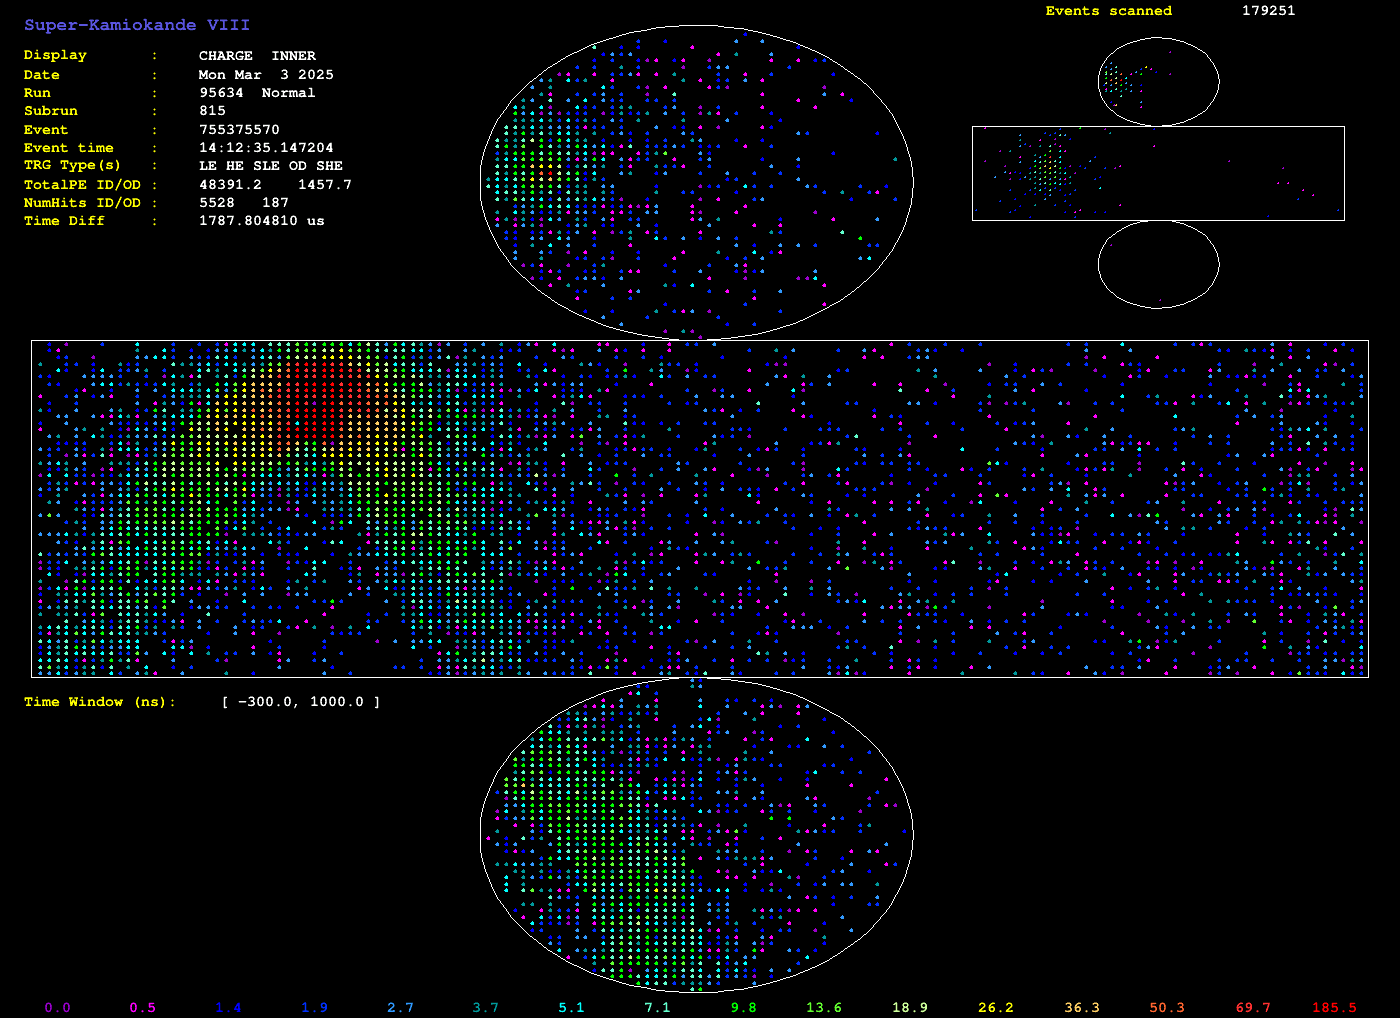 Super-Kamiokande VIII
Display : CHARGE INNER
Date : Mon Mar 3 2025
Run : 95634 Normal
Subrun : 815
Event : 755375570
Event time : 14:12:35.147204
TRG Type(s) : LE HE SLE OD SHE
TotalPE ID/OD : 48391.2 1457.7
NumHits ID/OD : 5528 187
Time Diff : 1787.804810 us
Events scanned 179251
Time Window (ns): [ -300.0, 1000.0 ]
0.0 0.5 1.4 1.9 2.7 3.7 5.1 7.1 9.8 13.6 18.9 26.2 36.3 50.3 69.7 185.5